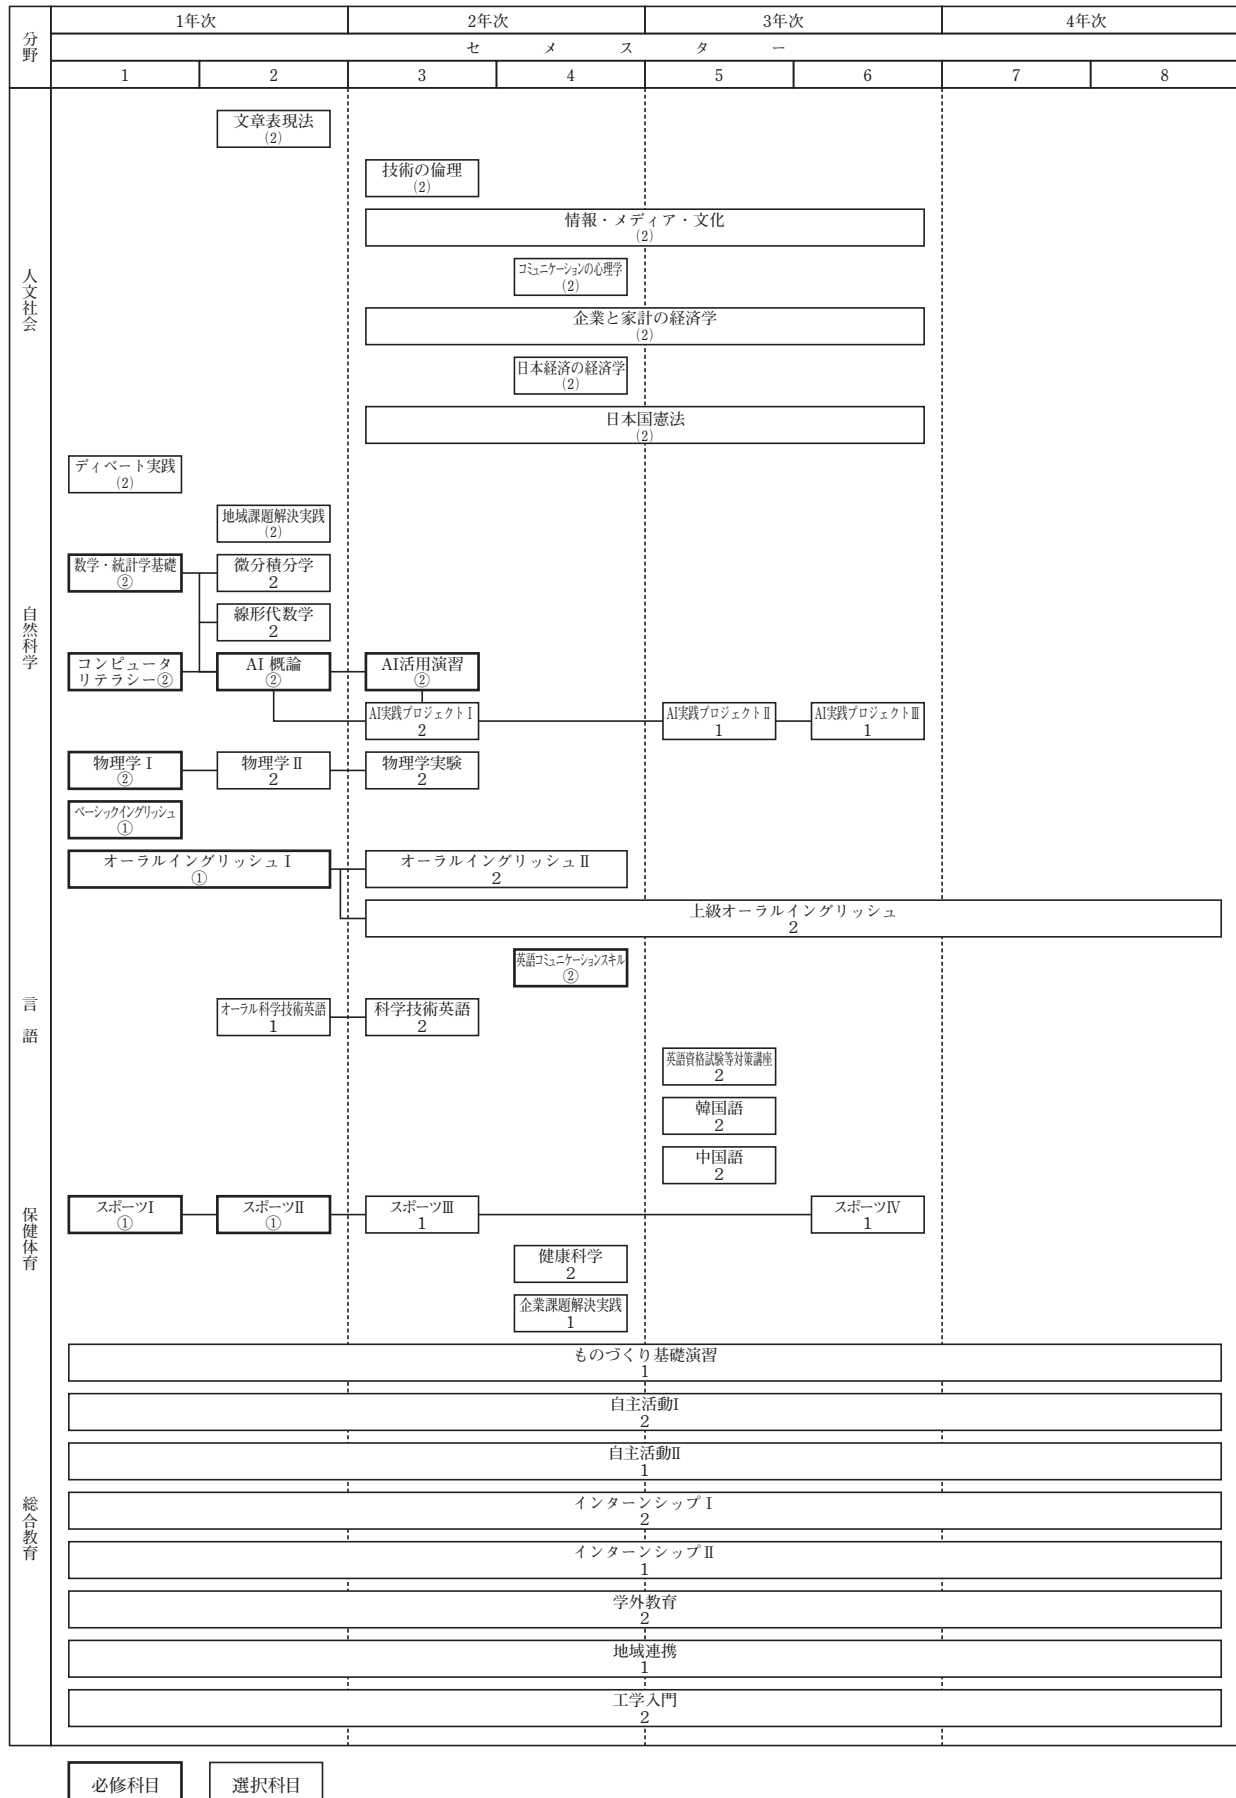 分野
1年次 2年次 3年次 4年次
セメスター
1 2 3 4 5 6 7 8
人文社会
文章表現法
(2)
技術の倫理
(2)
情報・メディア・文化
(2)
コミュニケーションの心理学
(2)
企業と家計の経済学
(2)
日本経済の経済学
(2)
日本国憲法
(2)
ディベート実践
(2)
地域課題解決実践
(2)
自然科学
数学・統計学基礎
②
微分積分学
2
線形代数学
2
コンピュータ
リテラシー②
AI 概論
②
AI活用演習
②
AI実践プロジェクトⅠ
2
AI実践プロジェクトⅡ
1
AI実践プロジェクトⅢ
1
物理学Ⅰ
②
物理学Ⅱ
2
物理学実験
2
言語
ベーシックイングリッシュ
①
オーラルイングリッシュⅠ
①
オーラルイングリッシュⅡ
2
上級オーラルイングリッシュ
2
英語コミュニケーションスキル
②
オーラル科学技術英語
1
科学技術英語
2
英語資格試験等対策講座
2
韓国語
2
中国語
2
保健体育
スポーツⅠ
①
スポーツⅡ
①
スポーツⅢ
1
スポーツⅣ
1
健康科学
2
総合教育
企業課題解決実践
1
ものづくり基礎演習
1
自主活動Ⅰ
2
自主活動Ⅱ
1
インターンシップⅠ
2
インターンシップⅡ
1
学外教育
2
地域連携
1
工学入門
2
必修科目 選択科目